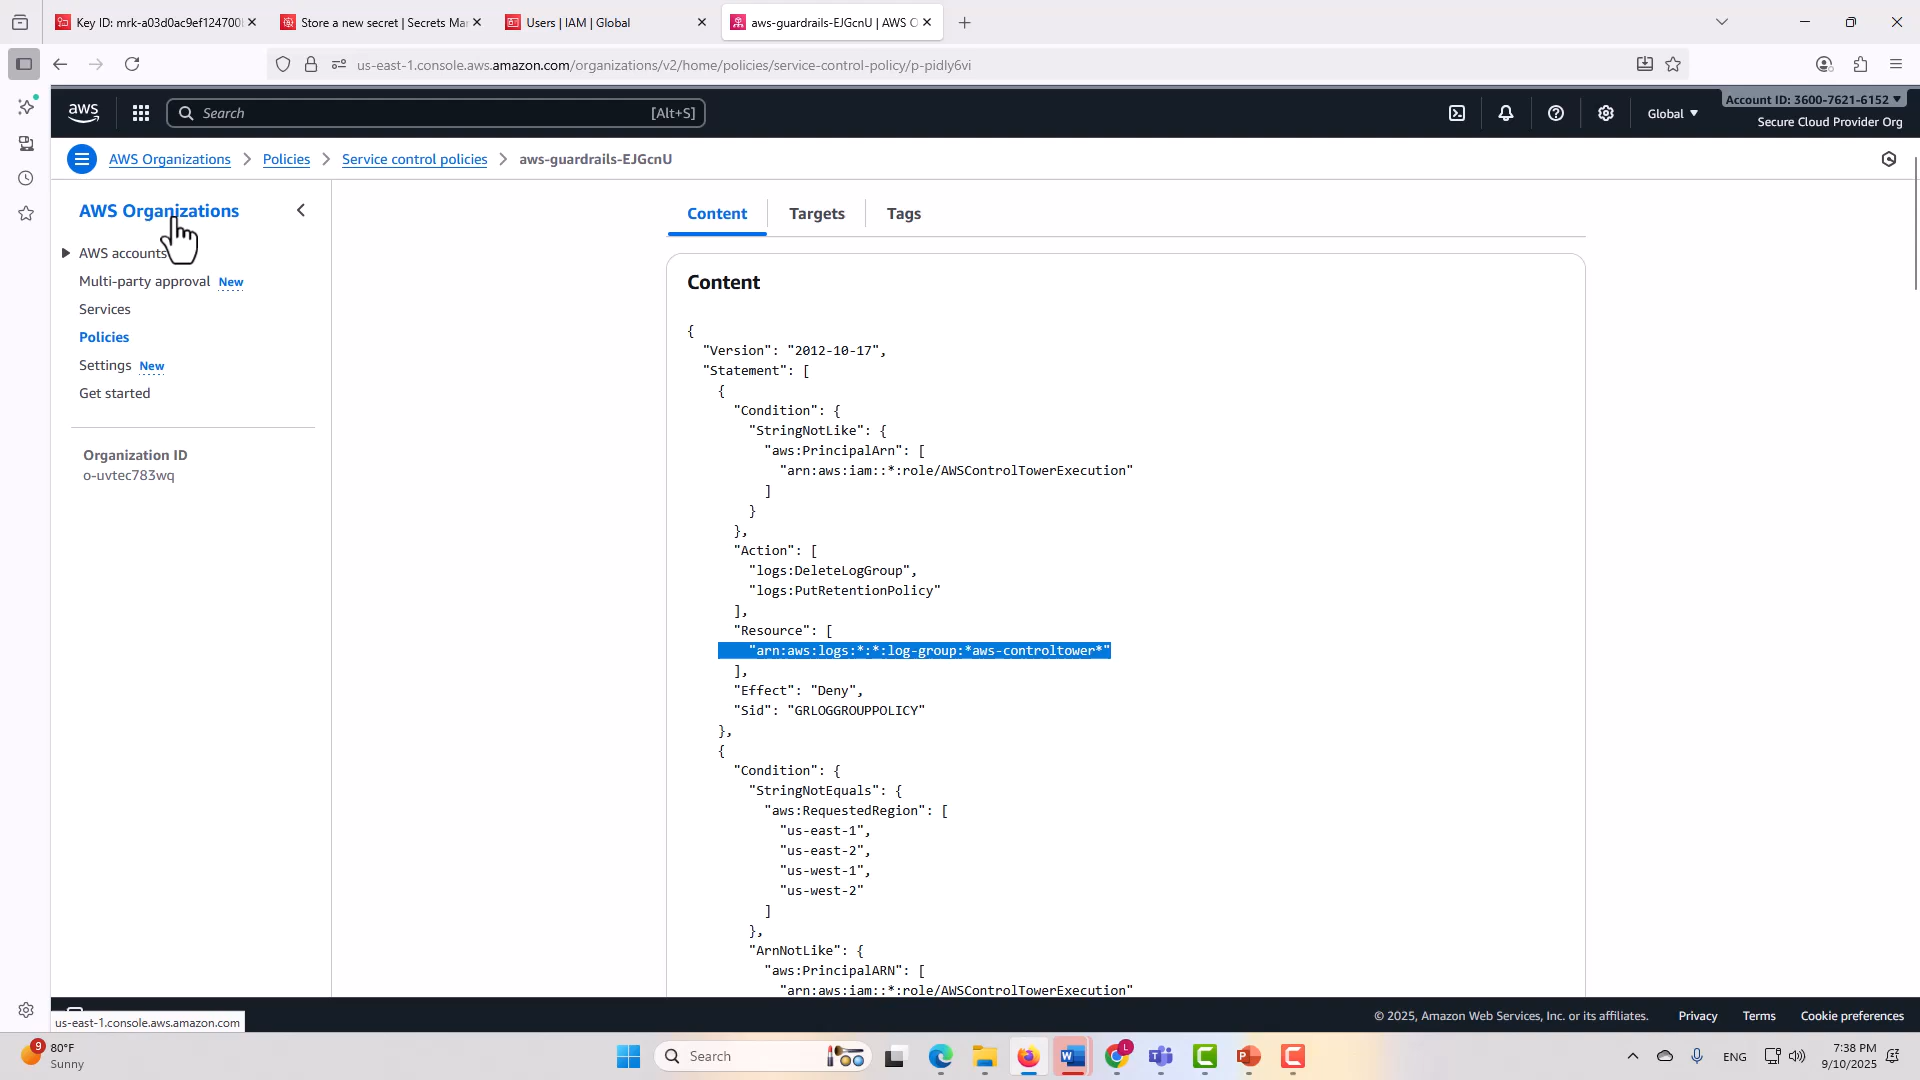 Key ID: mrk-a03d0ac9ef124700
Store a new secret | Secrets Ma
Users | IAM | Global
aws-guardrails-EJGcnU | AWS O
us-east-1.console.aws.amazon.com/organizations/v2/home/policies/service-control-policy/p-pidly6vi
aws
Search
[Alt+S]
Global
Account ID: 3600-7621-6152
Secure Cloud Provider Org
AWS Organizations
Policies
Service control policies
aws-guardrails-EJGcnU
AWS Organizations
AWS accounts
Multi-party approval New
Services
Policies
Settings New
Get started
Organization ID
o-uvtec783wq
Content
Targets
Tags
Content
{
"Version": "2012-10-17",
"Statement": [
{
"Condition": {
"StringNotLike": {
"aws:PrincipalArn": [
"arn:aws:iam::*:role/AWSControlTowerExecution"
]
}
},
"Action": [
"logs:DeleteLogGroup",
"logs:PutRetentionPolicy"
],
"Resource": [
"arn:aws:logs:*:*:log-group:*aws-controltower*"
],
"Effect": "Deny",
"Sid": "GRLOGGROUPPOLICY"
},
{
"Condition": {
"StringNotEquals": {
"aws:RequestedRegion": [
"us-east-1",
"us-east-2",
"us-west-1",
"us-west-2"
]
},
"ArnNotLike": {
"aws:PrincipalARN": [
"arn:aws:iam::*:role/AWSControlTowerExecution"
us-east-1.console.aws.amazon.com
© 2025, Amazon Web Services, Inc. or its affiliates.
Privacy
Terms
Cookie preferences
9
80°F
Sunny
Search
L
ENG
7:38 PM
9/10/2025